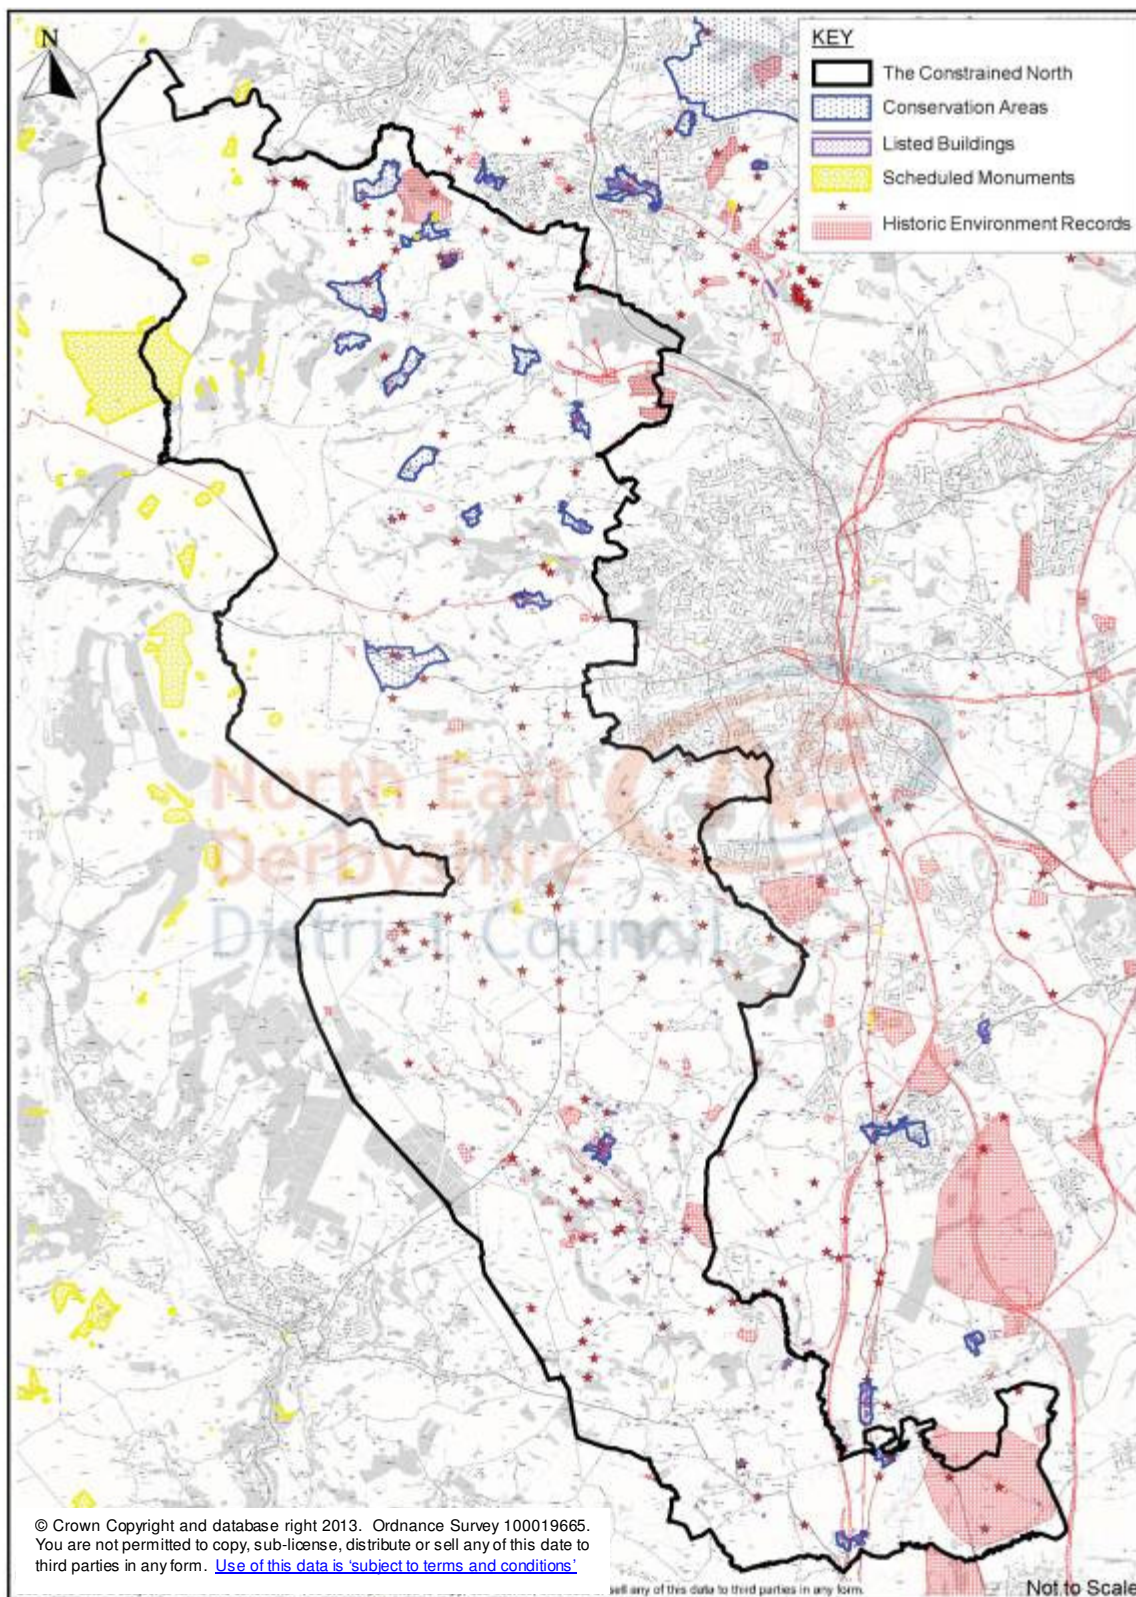 N
KEY
The Constrained North
Conservation Areas
Listed Buildings
Scheduled Monuments
Historic Environment Records
North East
Derbyshire
District Council
© Crown Copyright and database right 2013. Ordnance Survey 100019665.
You are not permitted to copy, sub-license, distribute or sell any of this date to
third parties in any form. Use of this data is 'subject to terms and conditions'
sell any of this data to third parties in any form.
Not to Scale